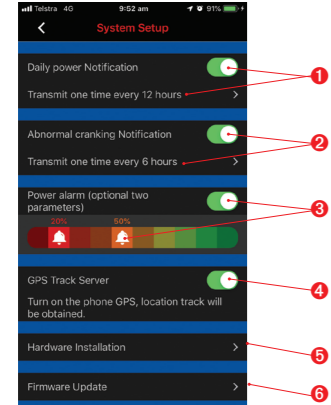 Telstra 4G 9:52 am 91%
System Setup
Daily power Notification
1
Transmit one time every 12 hours
Abnormal cranking Notification
2
Transmit one time every 6 hours
Power alarm (optional two
parameters)
3
20% 50%
GPS Track Server
4
Turn on the phone GPS, location track will
be obtained.
Hardware Installation
5
Firmware Update
6